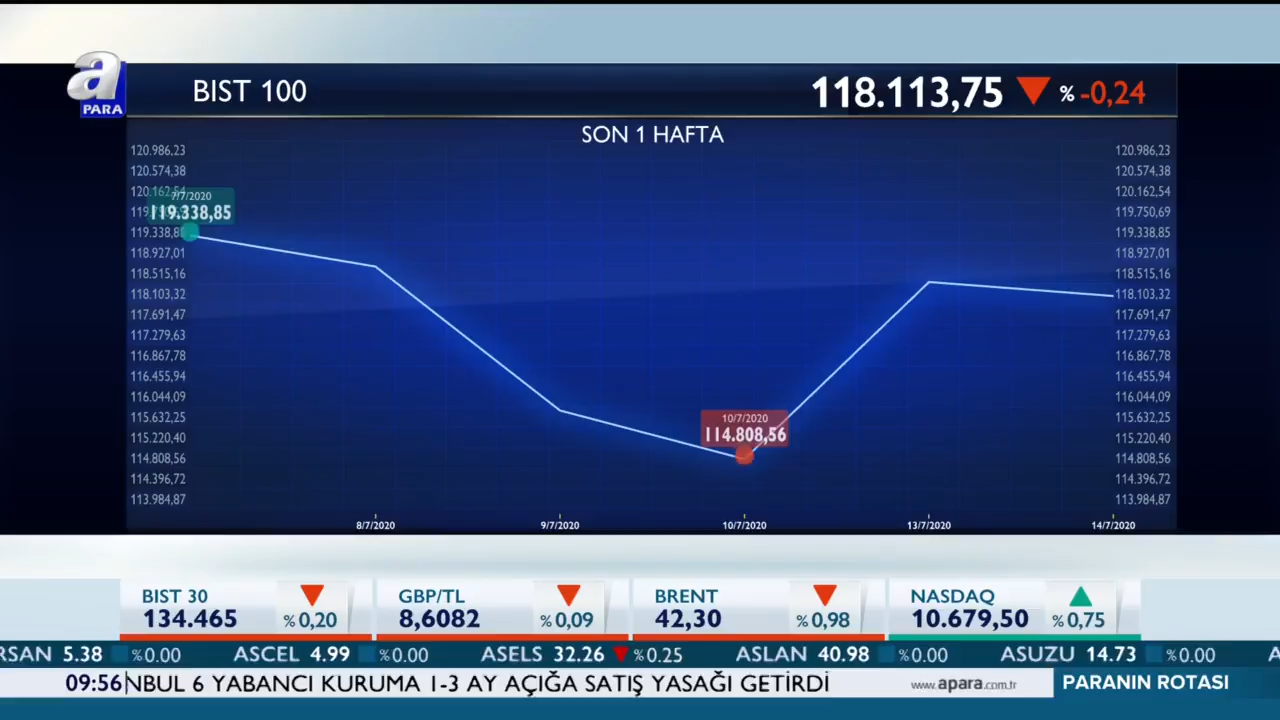 a
PARA
BIST 100
118.113,75 % -0,24
SON 1 HAFTA
120.986,23 120.986,23
120.574,38 120.574,38
120.162,54 120.162,54
7/7/2020
119.338,85
119.750,69
119.338,85
118.927,01 118.927,01
118.515,16 118.515,16
118.103,32 118.103,32
117.691,47 117.691,47
117.279,63 117.279,63
116.867,78 116.867,78
116.455,94 116.455,94
116.044,09 116.044,09
115.632,25 115.632,25
10/7/2020
114.808,56
115.220,40 115.220,40
114.808,56 114.808,56
114.396,72 114.396,72
113.984,87 113.984,87
8/7/2020 9/7/2020 10/7/2020 13/7/2020 14/7/2020
BIST 30
134.465 %0,20
GBP/TL
8,6082 %0,09
BRENT
42,30 %0,98
NASDAQ
10.679,50 %0,75
RSAN 5.38 %0.00 ASCEL 4.99 %0.00 ASELS 32.26 %0.25 ASLAN 40.98 %0.00 ASUZU 14.73 %0.00 A
09:56 NBUL 6 YABANCI KURUMA 1-3 AY AÇIĞA SATIŞ YASAĞI GETİRDİ www.apara.com.tr PARANIN ROTASI